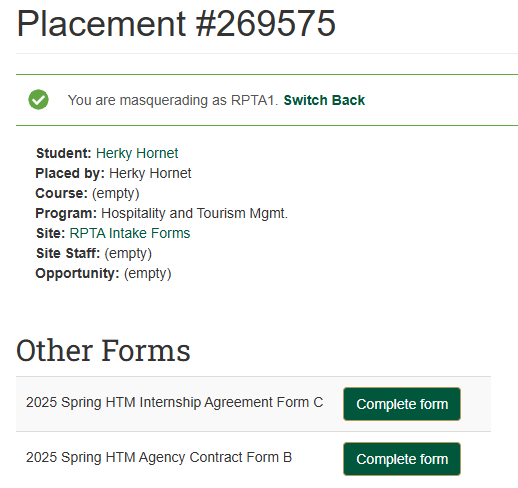 Placement #269575
You are masquerading as RPTA1. Switch Back
Student: Herky Hornet
Placed by: Herky Hornet
Course: (empty)
Program: Hospitality and Tourism Mgmt.
Site: RPTA Intake Forms
Site Staff: (empty)
Opportunity: (empty)
Other Forms
2025 Spring HTM Internship Agreement Form C Complete form
2025 Spring HTM Agency Contract Form B Complete form